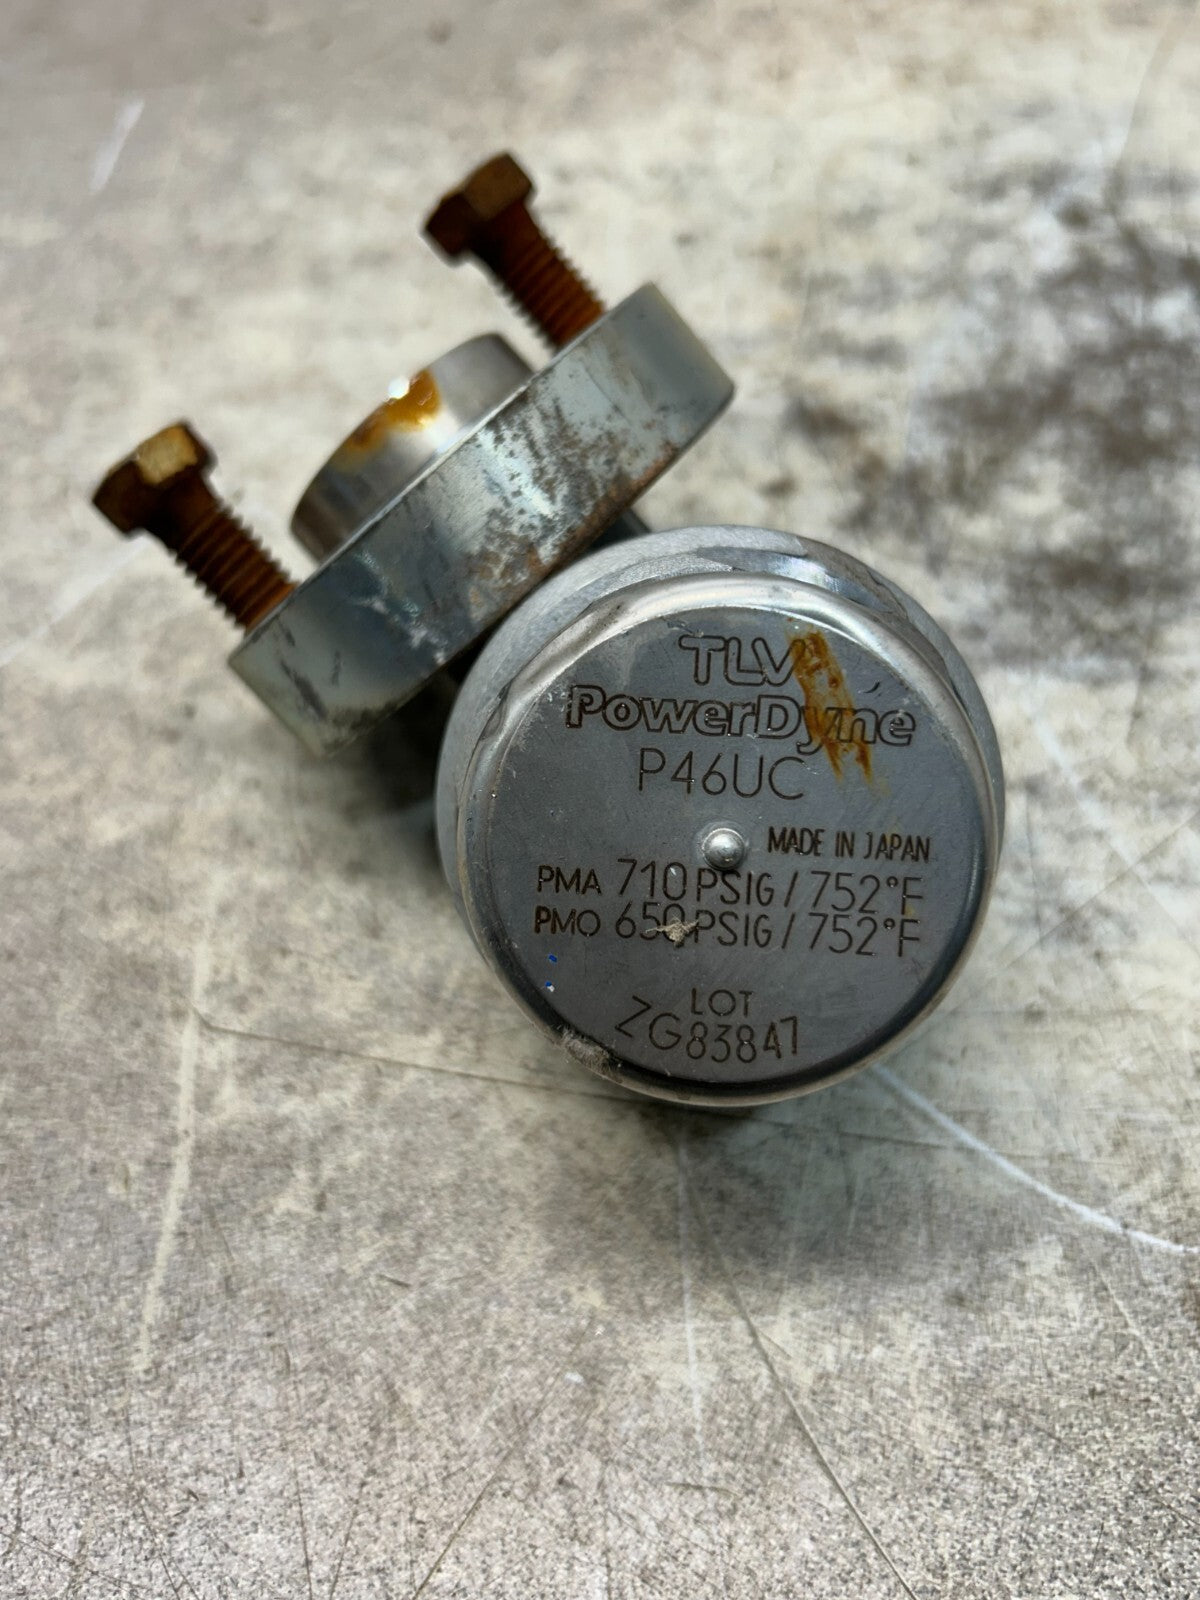 TLV
PowerDyne
P46UC
MADE IN JAPAN
PMA 710 PSIG / 752°F
PMO 650 PSIG / 752°F
LOT
ZG83847